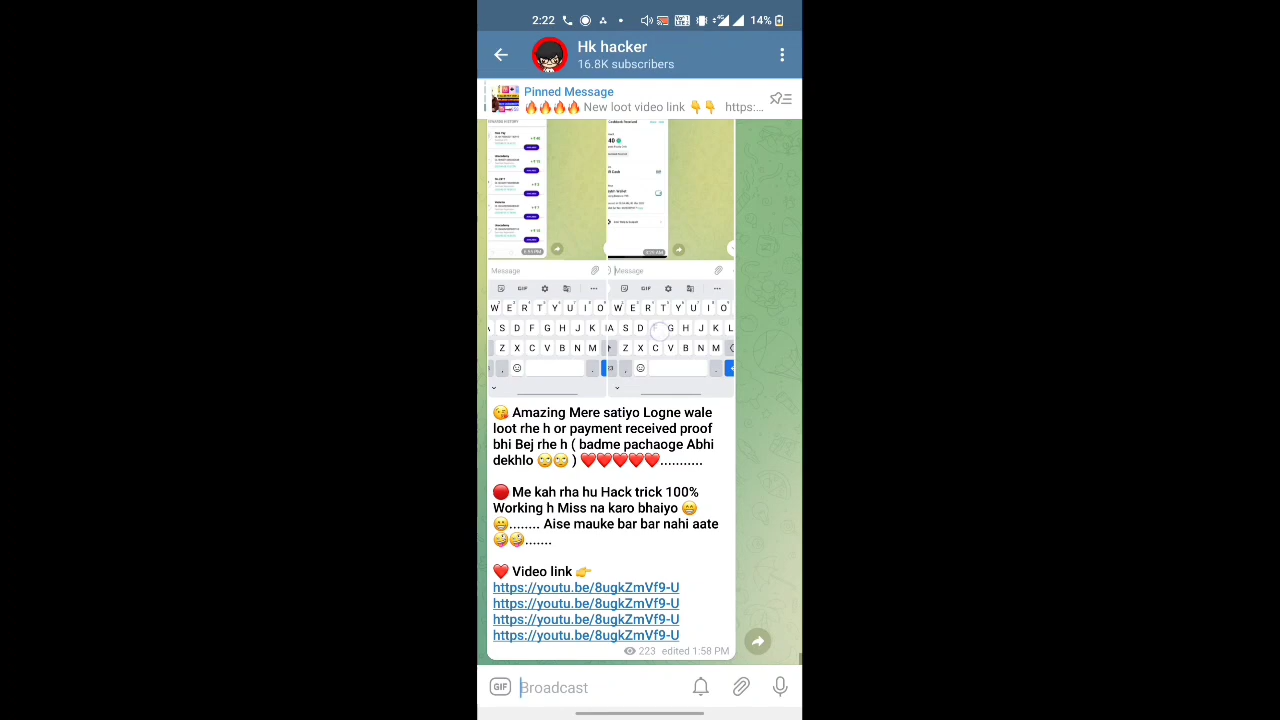 2:22
14%
Hk hacker
16.8K subscribers
Pinned Message
🔥🔥🔥🔥 New loot video link 👇👇 https:...
Message
Message
GIF
GIF
W E R T Y U I O
W E R T Y U I O
S D F G H J K
A S D G H J K L
Z X C V B N M
Z X C V B N M
😘 Amazing Mere satiyo Logne wale
loot rhe h or payment received proof
bhi Bej rhe h ( badme pachaoge Abhi
dekhlo 🙄🙄 ) ❤️❤️❤️❤️❤️...........
🔴 Me kah rha hu Hack trick 100%
Working h Miss na karo bhaiyo 😁
😁........ Aise mauke bar bar nahi aate
🤪🤪.......
❤️ Video link 👉
https://youtu.be/8ugkZmVf9-U
https://youtu.be/8ugkZmVf9-U
https://youtu.be/8ugkZmVf9-U
https://youtu.be/8ugkZmVf9-U
223 edited 1:58 PM
GIF Broadcast